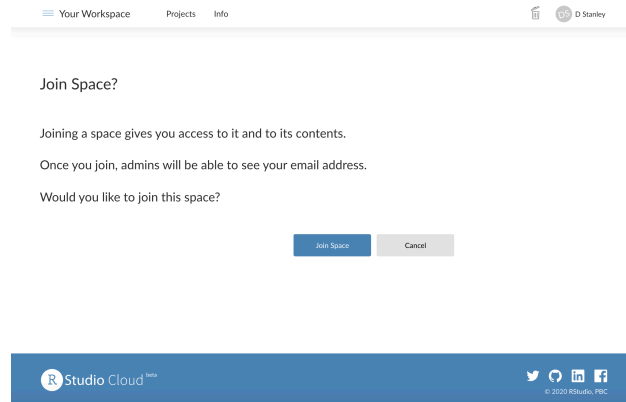 Your Workspace Projects Info DS D Stanley
Join Space?
Joining a space gives you access to it and to its contents.
Once you join, admins will be able to see your email address.
Would you like to join this space?
Join Space Cancel
R Studio Cloud beta
© 2020 RStudio, PBC